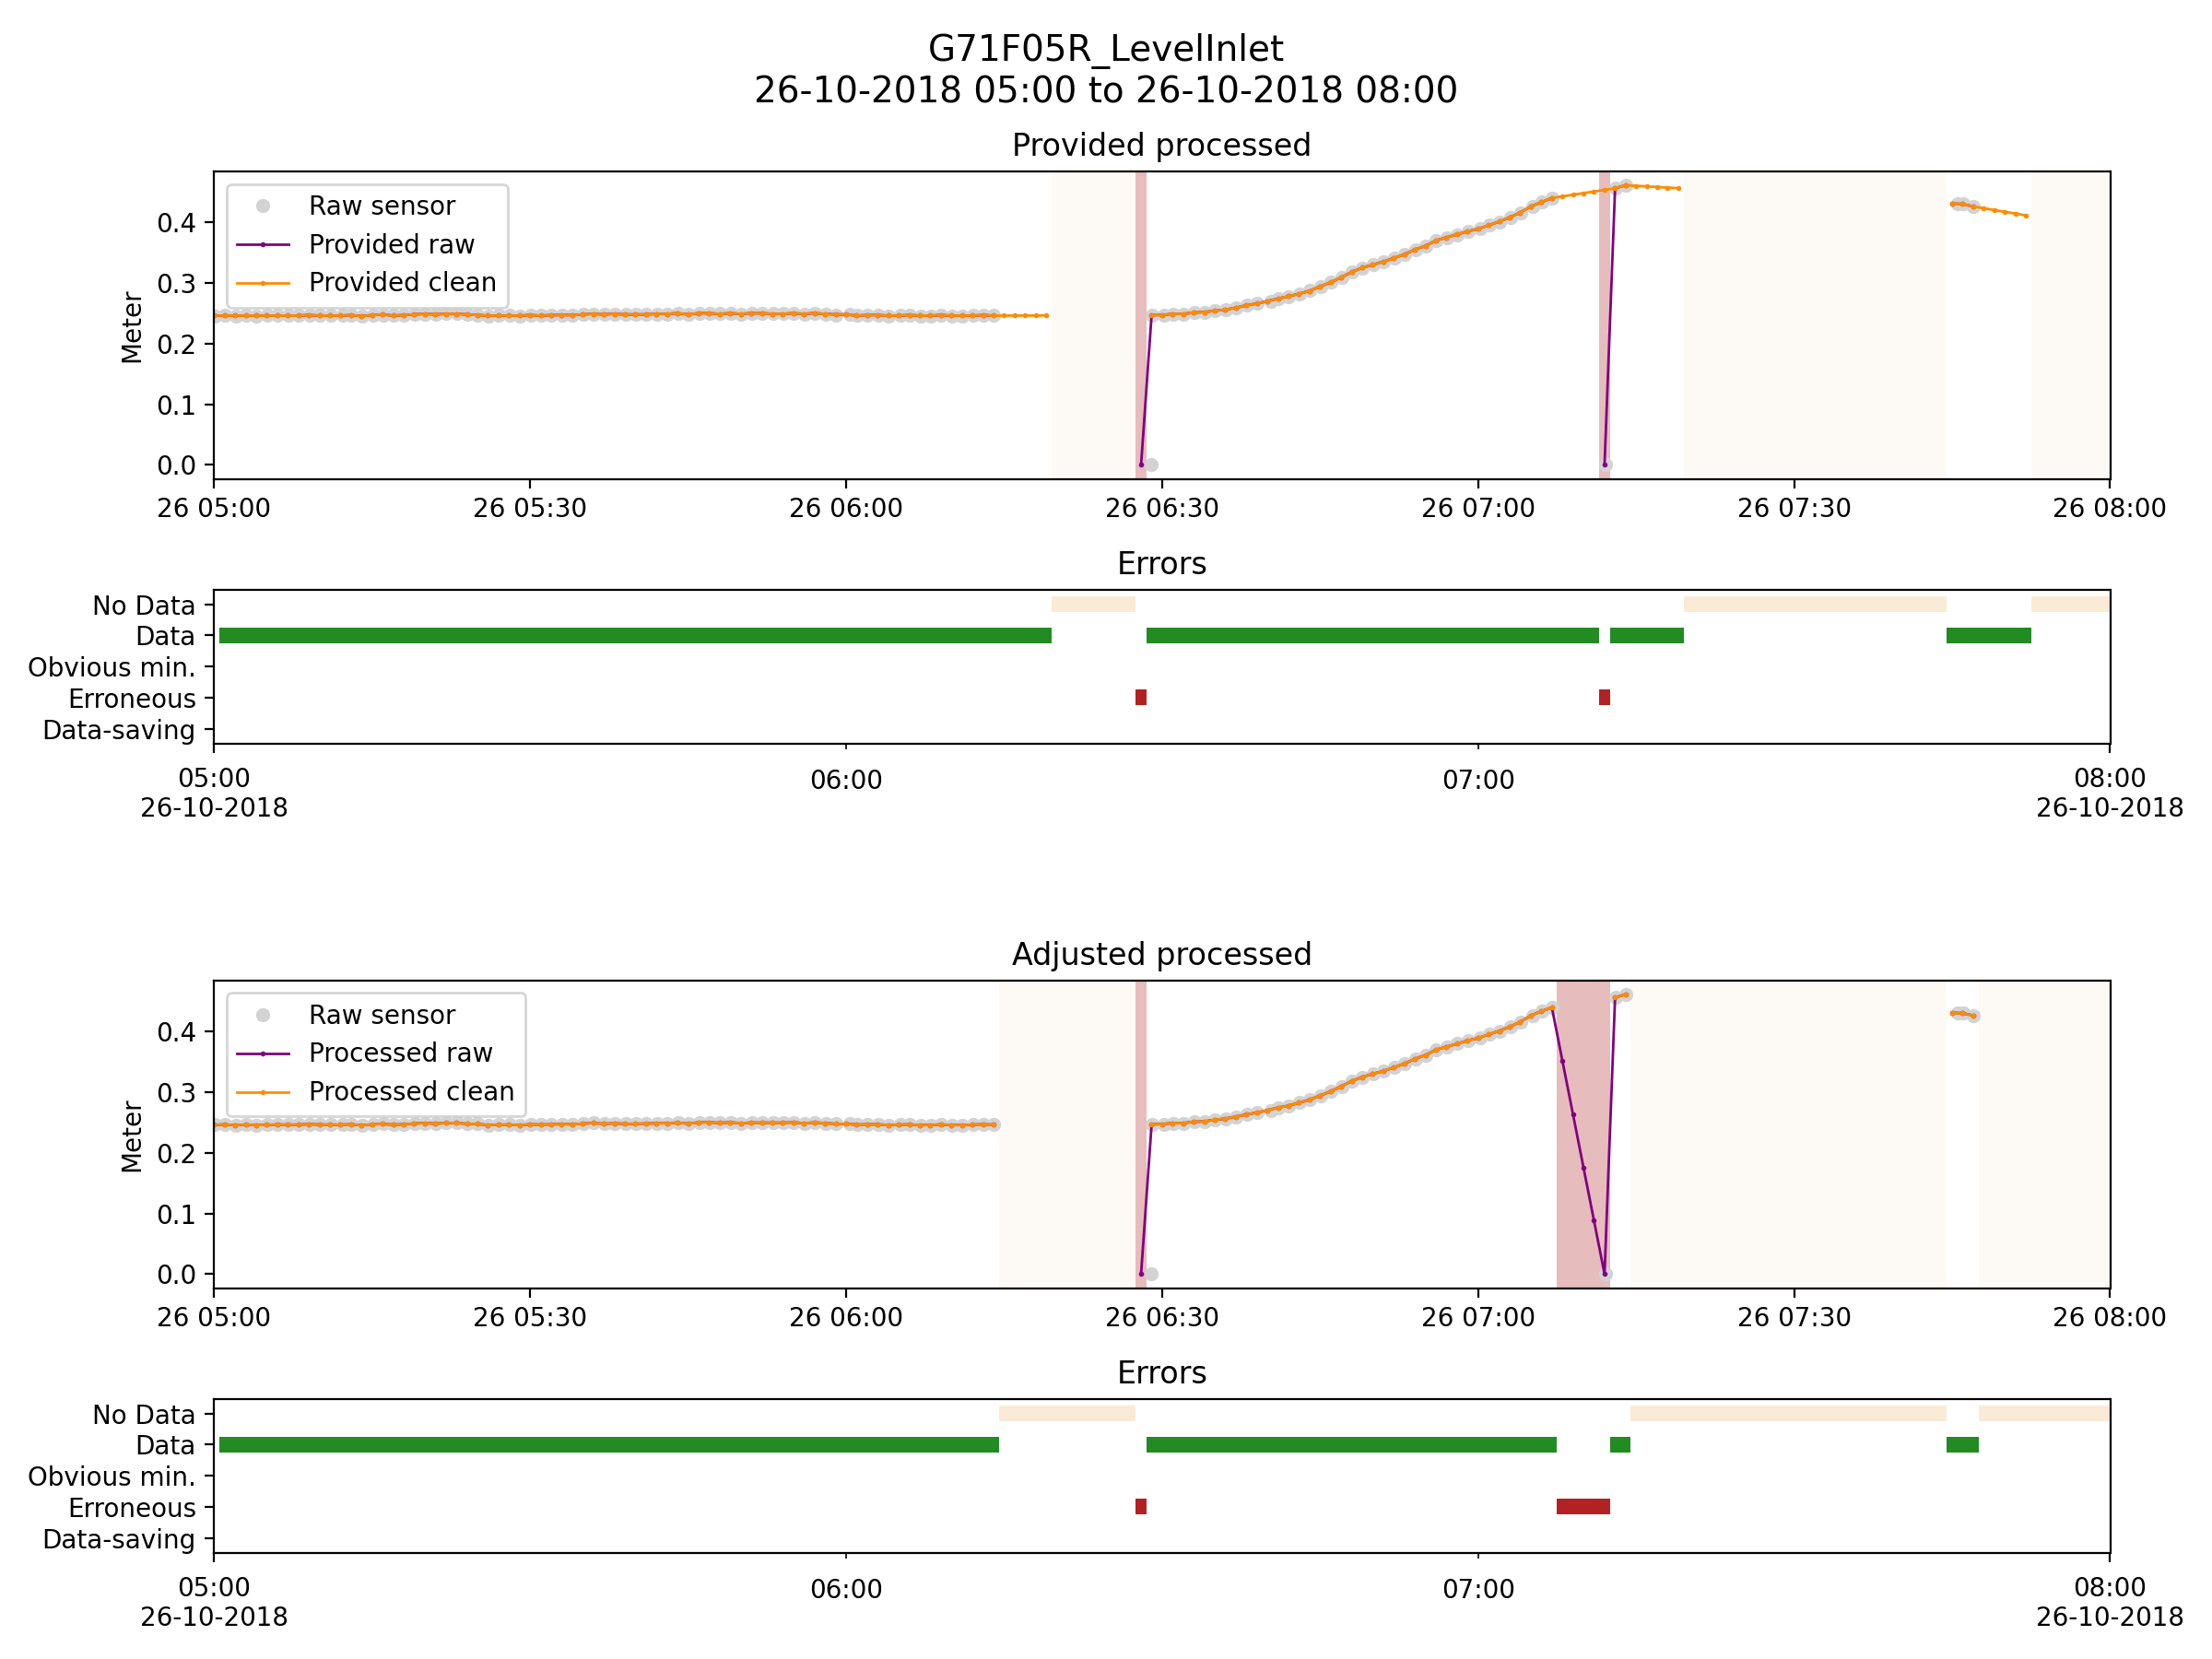 G71F05R_LevelInlet
26-10-2018 05:00 to 26-10-2018 08:00
Provided processed
Meter
0.4
0.3
0.2
0.1
0.0
Raw sensor
Provided raw
Provided clean
26 05:00 26 05:30 26 06:00 26 06:30 26 07:00 26 07:30 26 08:00
Errors
No Data
Data
Obvious min.
Erroneous
Data-saving
05:00 06:00 07:00 08:00
26-10-2018 26-10-2018
Adjusted processed
Meter
0.4
0.3
0.2
0.1
0.0
Raw sensor
Processed raw
Processed clean
26 05:00 26 05:30 26 06:00 26 06:30 26 07:00 26 07:30 26 08:00
Errors
No Data
Data
Obvious min.
Erroneous
Data-saving
05:00 06:00 07:00 08:00
26-10-2018 26-10-2018